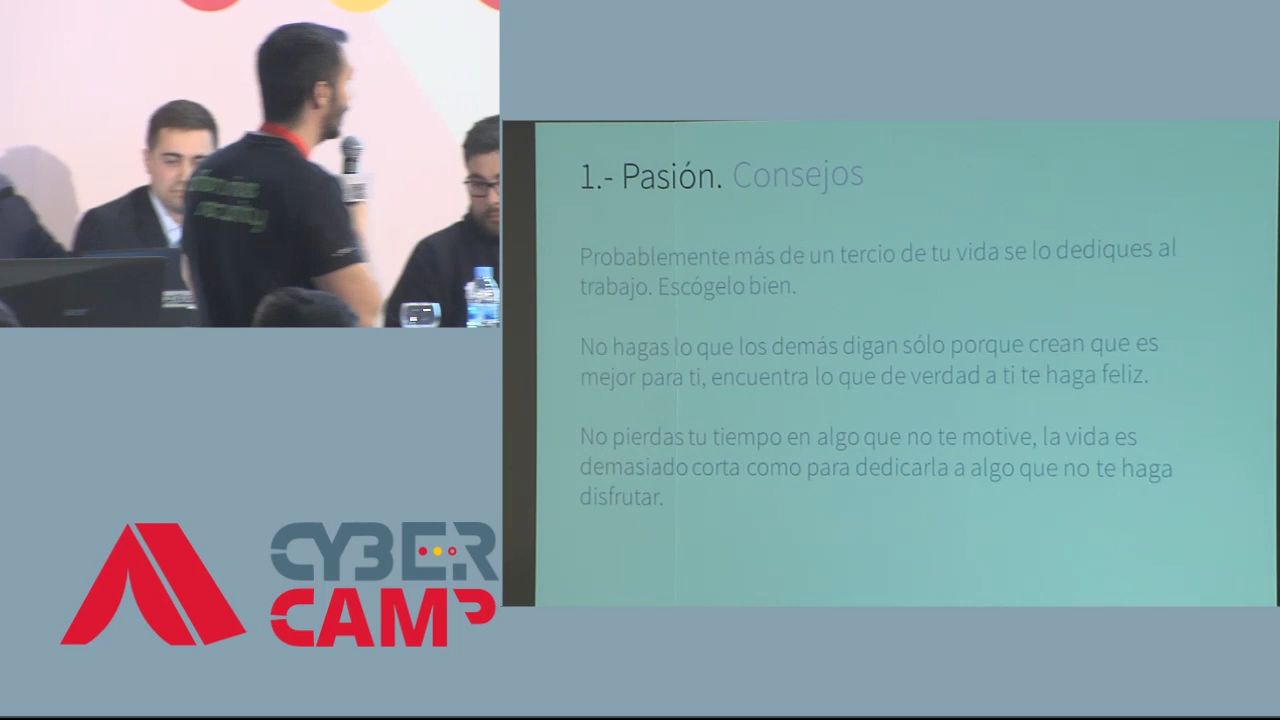 security
1.- Pasión. Consejos
Probablemente más de un tercio de tu vida se lo dediques al
trabajo. Escógelo bien.
No hagas lo que los demás digan sólo porque crean que es
mejor para ti, encuentra lo que de verdad a ti te haga feliz.
No pierdas tu tiempo en algo que no te motive, la vida es
demasiado corta como para dedicarla a algo que no te haga
disfrutar.
CYBER
CAMP